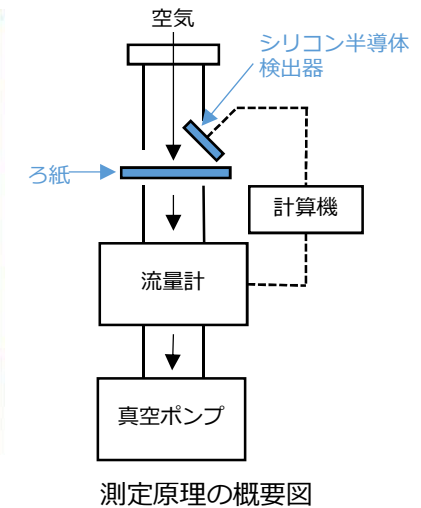 空気
シリコン半導体
検出器
ろ紙
計算機
流量計
真空ポンプ
測定原理の概要図